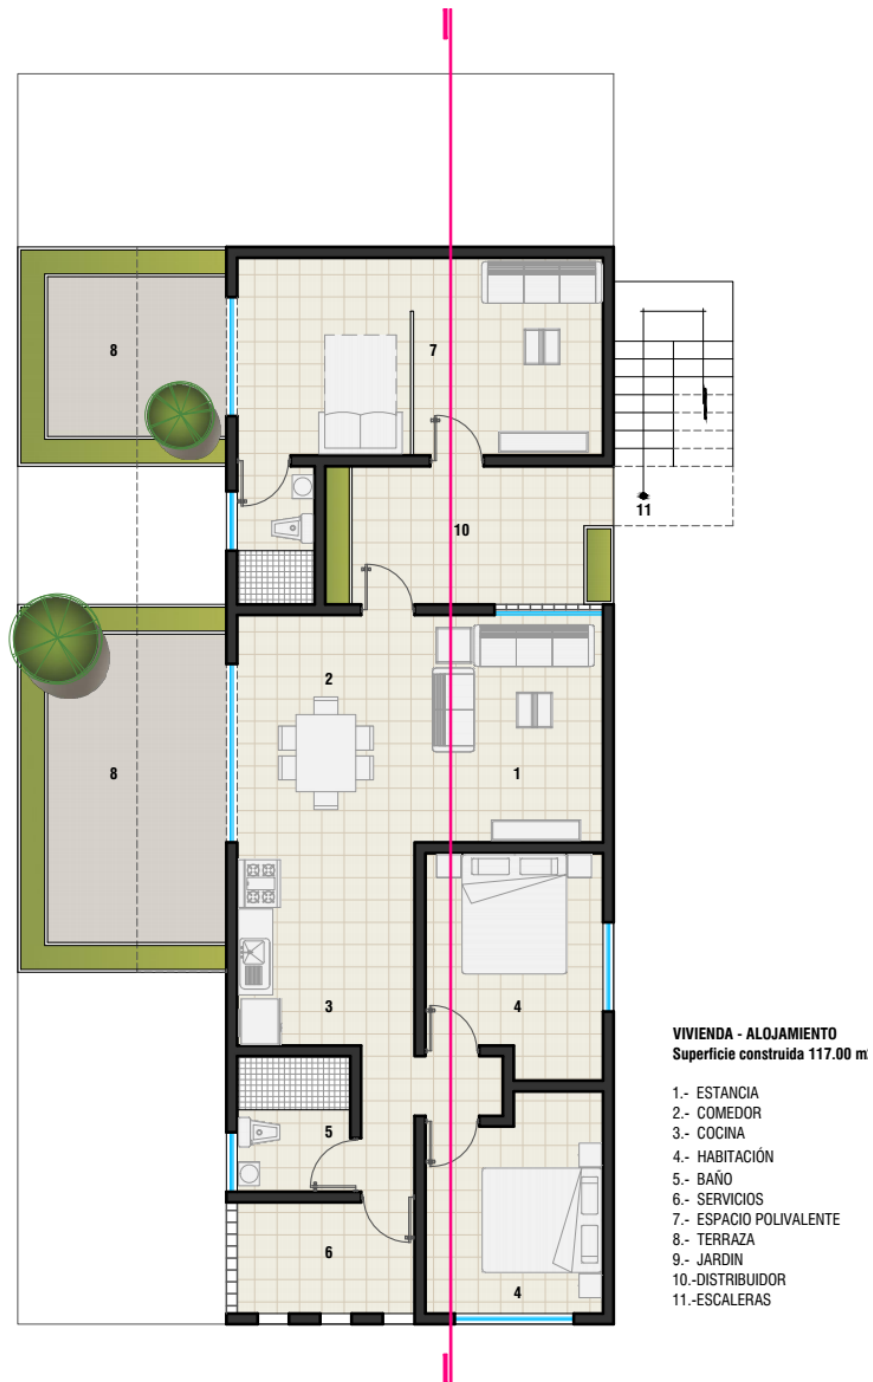 8
7
11
10
2
8
1
3
4
5
6
4
VIVIENDA - ALOJAMIENTO
Superficie construida 117.00 m
1.- ESTANCIA
2.- COMEDOR
3.- COCINA
4.- HABITACIÓN
5.- BAÑO
6.- SERVICIOS
7.- ESPACIO POLIVALENTE
8.- TERRAZA
9.- JARDIN
10.-DISTRIBUIDOR
11.-ESCALERAS